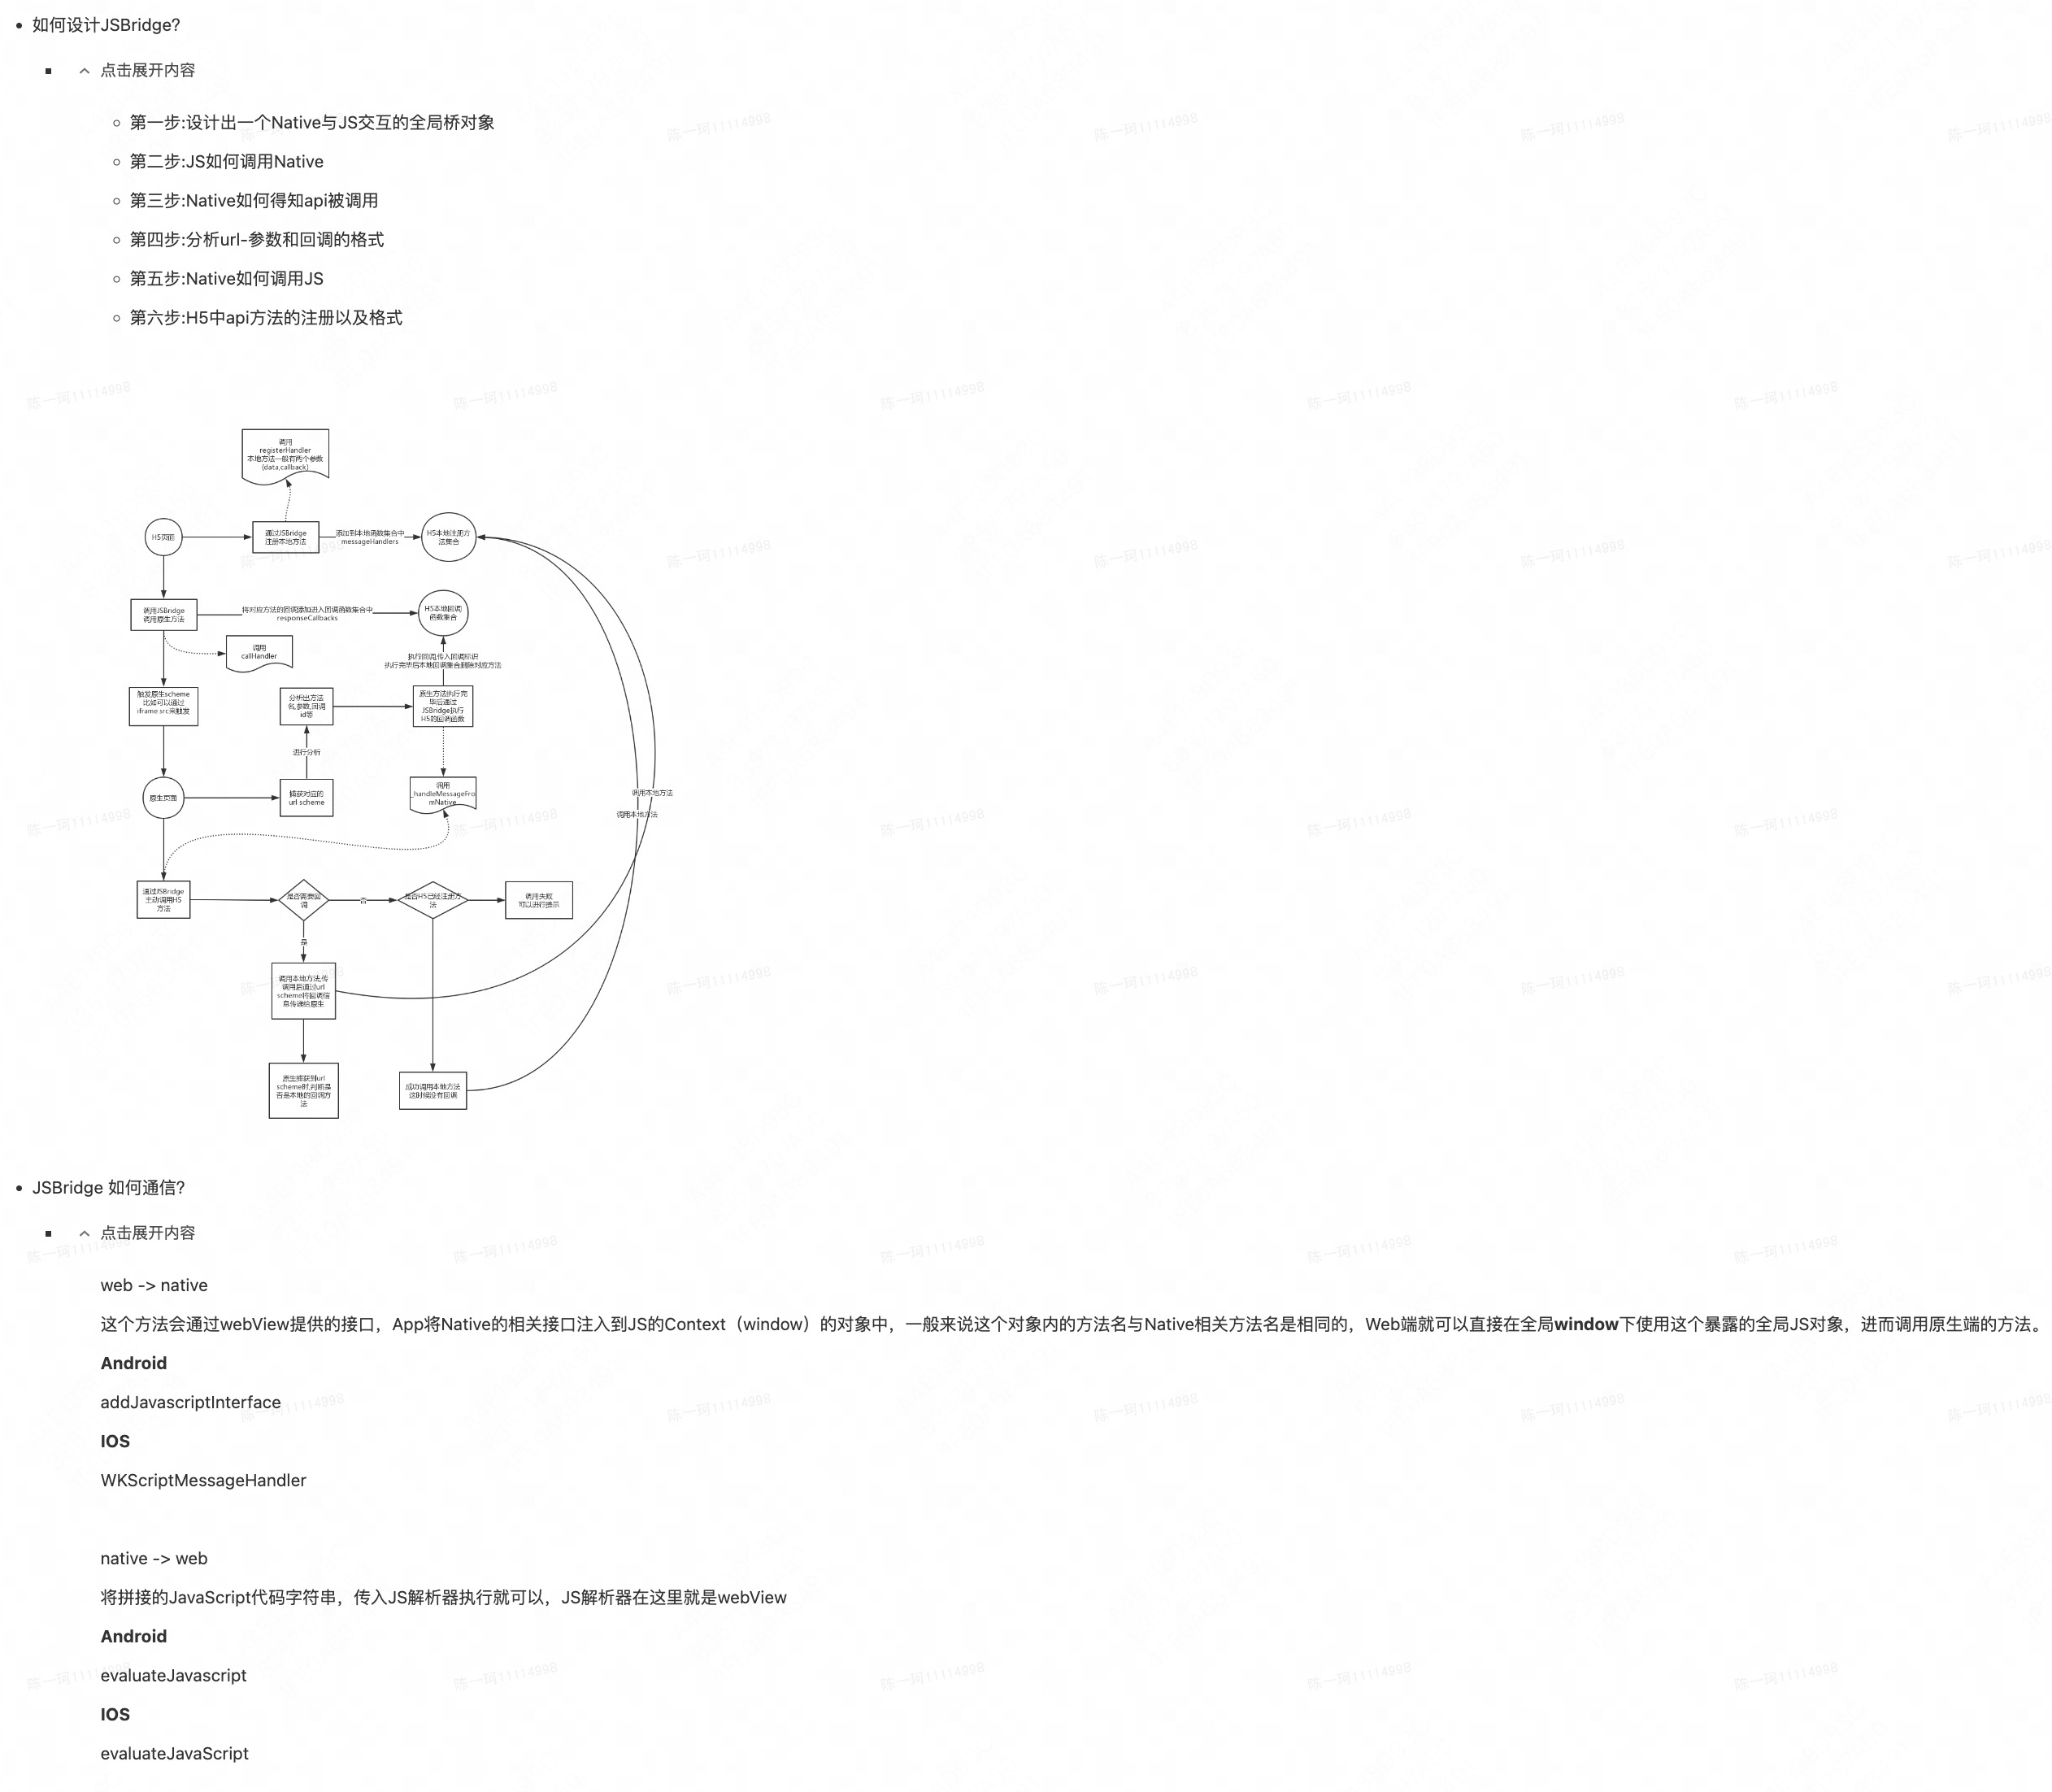 如何设计JSBridge?
点击展开内容
第一步:设计出一个Native与JS交互的全局桥对象
第二步:JS如何调用Native
第三步:Native如何得知api被调用
第四步:分析url-参数和回调的格式
第五步:Native如何调用JS
第六步:H5中api方法的注册以及格式
调用
registerHandler
本地方法一般有两个参数
(data,callback)
H5页面
通过JSBridge
注册本地方法
添加到本地函数集合中
messageHandlers
H5本地注册方
法集合
调用JSBridge
调用原生方法
将对应方法的回调添加进入回调函数集合中
responseCallbacks
H5本地回调
函数集合
调用
callHandler
执行回调,传入回调标识
执行完毕后本地回调集合删除对应方法
触发原生scheme
比如可以通过
iframe.src来触发
分析出方法
名,参数,回调
id等
原生方法执行完
毕后通过
JSBridge执行
H5的回调函数
进行分析
原生页面
捕获对应的
url scheme
调用
_handleMessageFro
mNative
调用本地方法
调用本地方法
通过JSBridge
主动调用H5
方法
是否需要回
调
否
是否H5已经注册方
法
调用失败
可以进行提示
是
调用本地方法,传
调用后通过url
scheme将回调信
息传递给原生
原生捕获到url
scheme时,判断是
否是本地的回调方
法
成功调用本地方法
这时候没有回调
JSBridge 如何通信?
点击展开内容
web -> native
这个方法会通过webView提供的接口，App将Native的相关接口注入到JS的Context（window）的对象中，一般来说这个对象内的方法名与Native相关方法名是相同的，Web端就可以直接在全局window下使用这个暴露的全局JS对象，进而调用原生端的方法。
Android
addJavascriptInterface
IOS
WKScriptMessageHandler
native -> web
将拼接的JavaScript代码字符串，传入JS解析器执行就可以，JS解析器在这里就是webView
Android
evaluateJavascript
IOS
evaluateJavaScript
陈一珂11114998